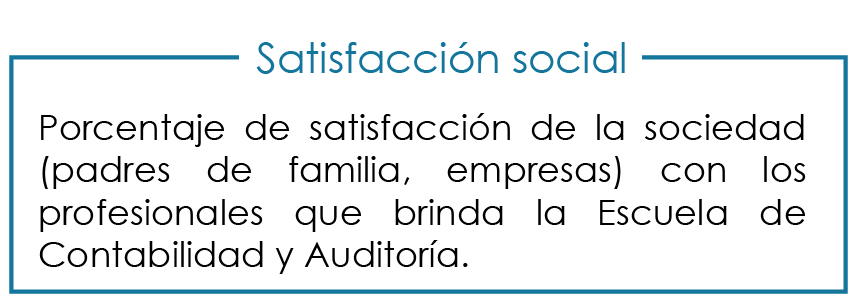 Satisfacción social
Porcentaje de satisfacción de la sociedad
(padres de familia, empresas) con los
profesionales que brinda la Escuela de
Contabilidad y Auditoría.